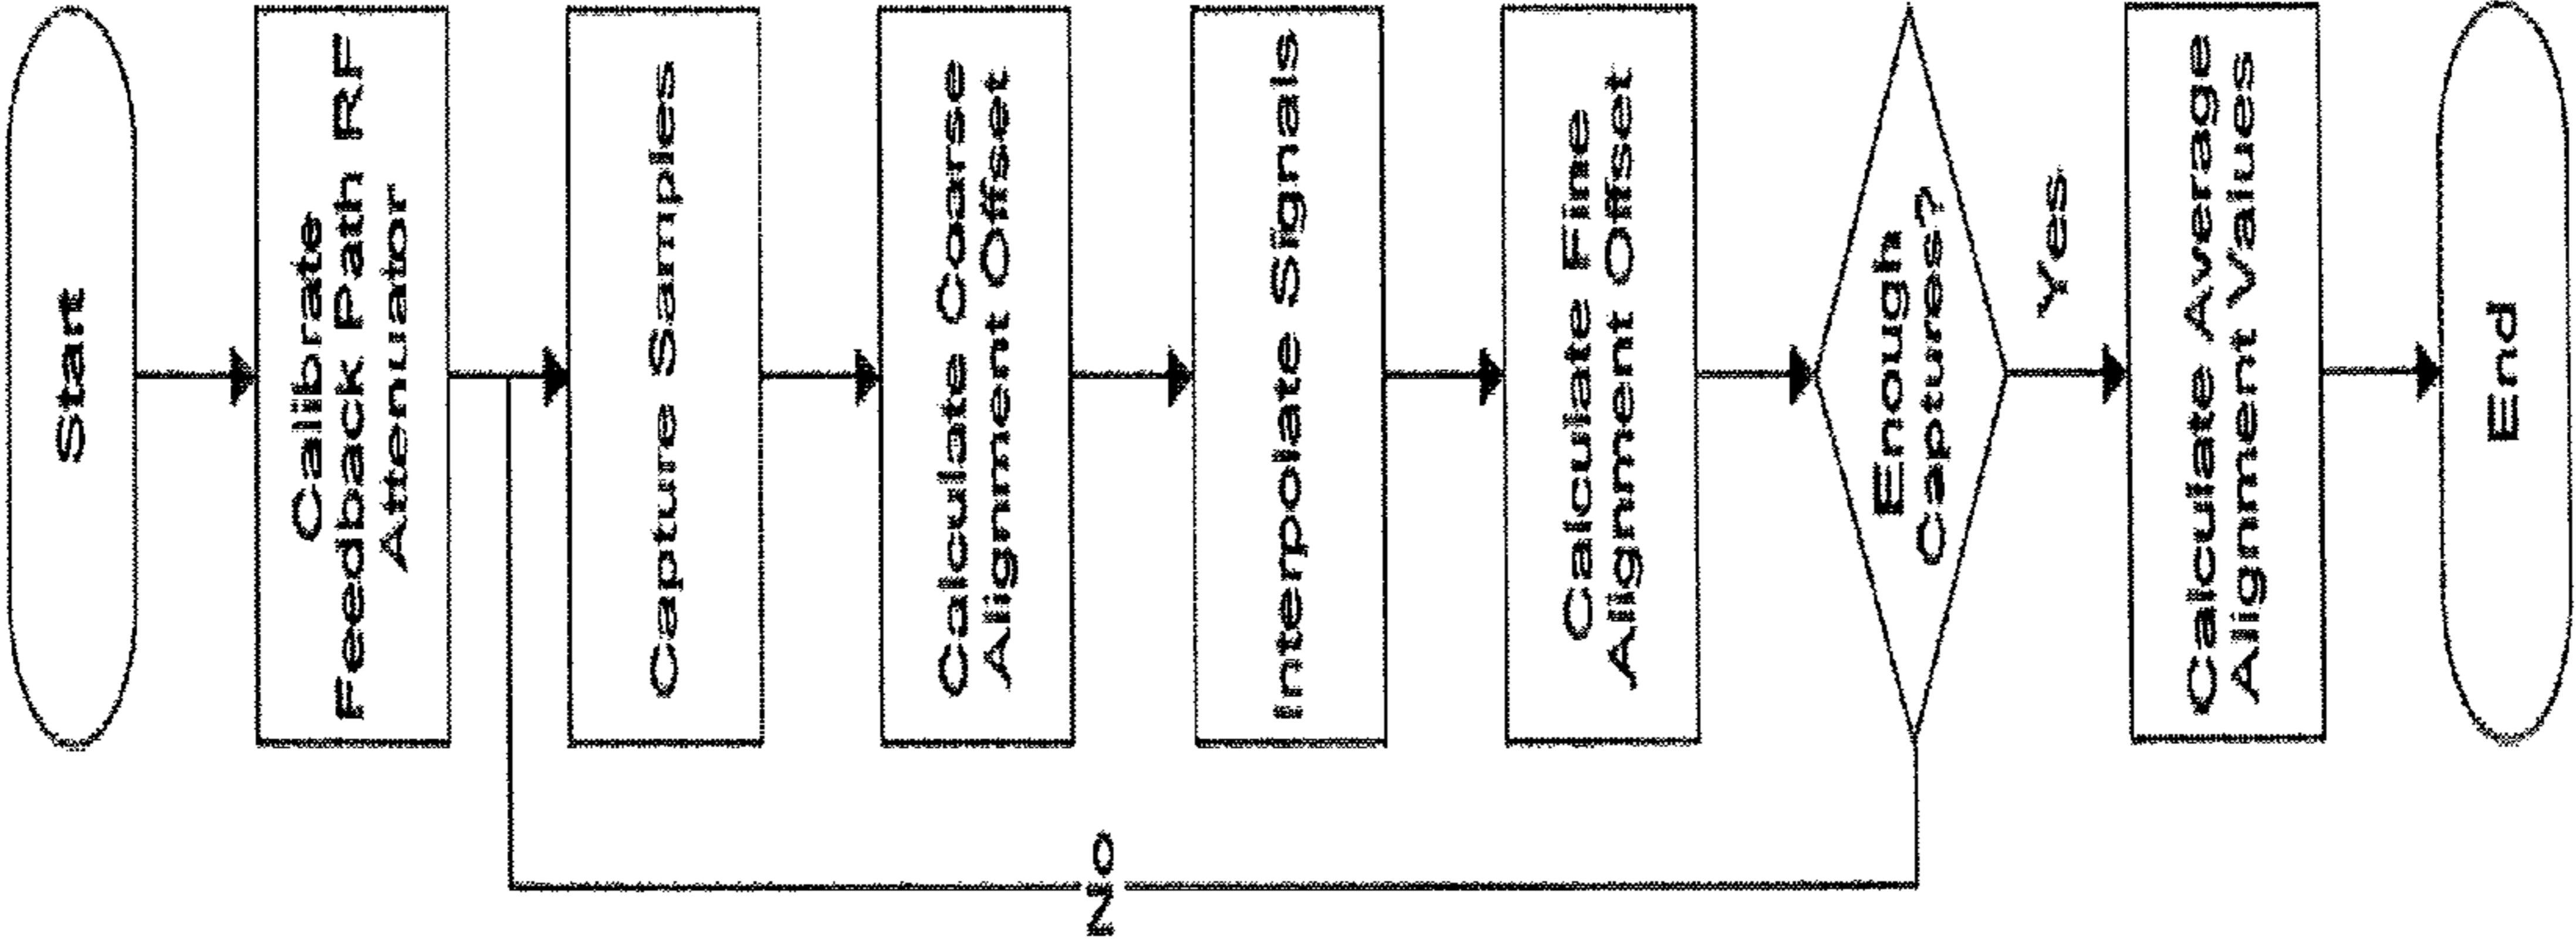 Start
Calibrate
Feedback Path RF
Attenuator
Capture Samples
Calculate Coarse
Alignment Offset
Interpolate Signals
Calculate Fine
Alignment Offset
Enough
Captures?
Yes
No
Calculate Average
Alignment Values
End